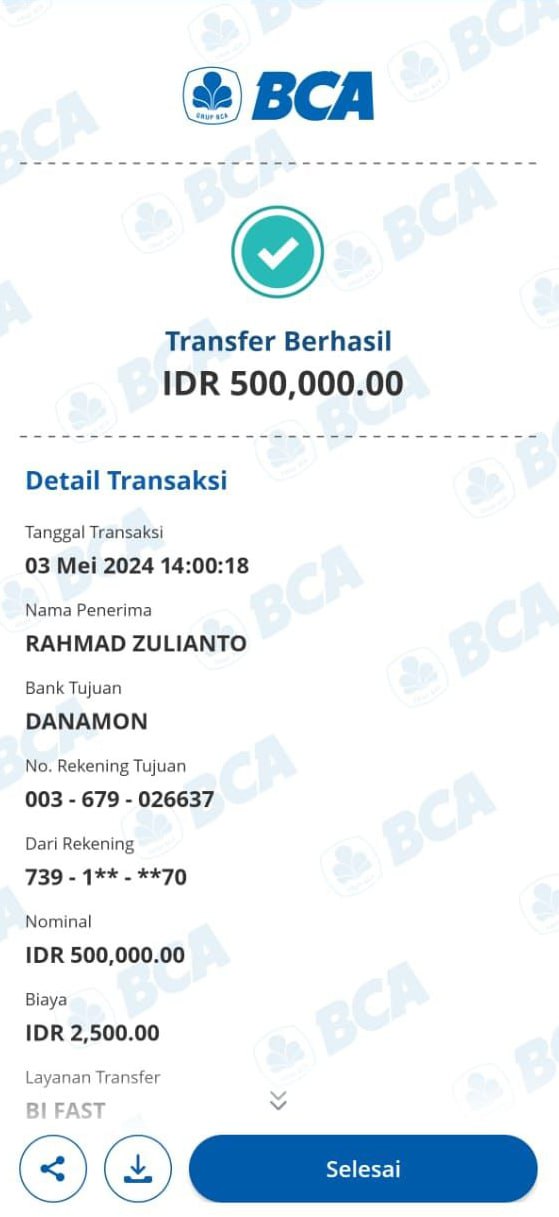 GRUP BCA
BCA
Transfer Berhasil
IDR 500,000.00
Detail Transaksi
Tanggal Transaksi
03 Mei 2024 14:00:18
Nama Penerima
RAHMAD ZULIANTO
Bank Tujuan
DANAMON
No. Rekening Tujuan
003 - 679 - 026637
Dari Rekening
739 - 1** - **70
Nominal
IDR 500,000.00
Biaya
IDR 2,500.00
Layanan Transfer
BI FAST
Selesai